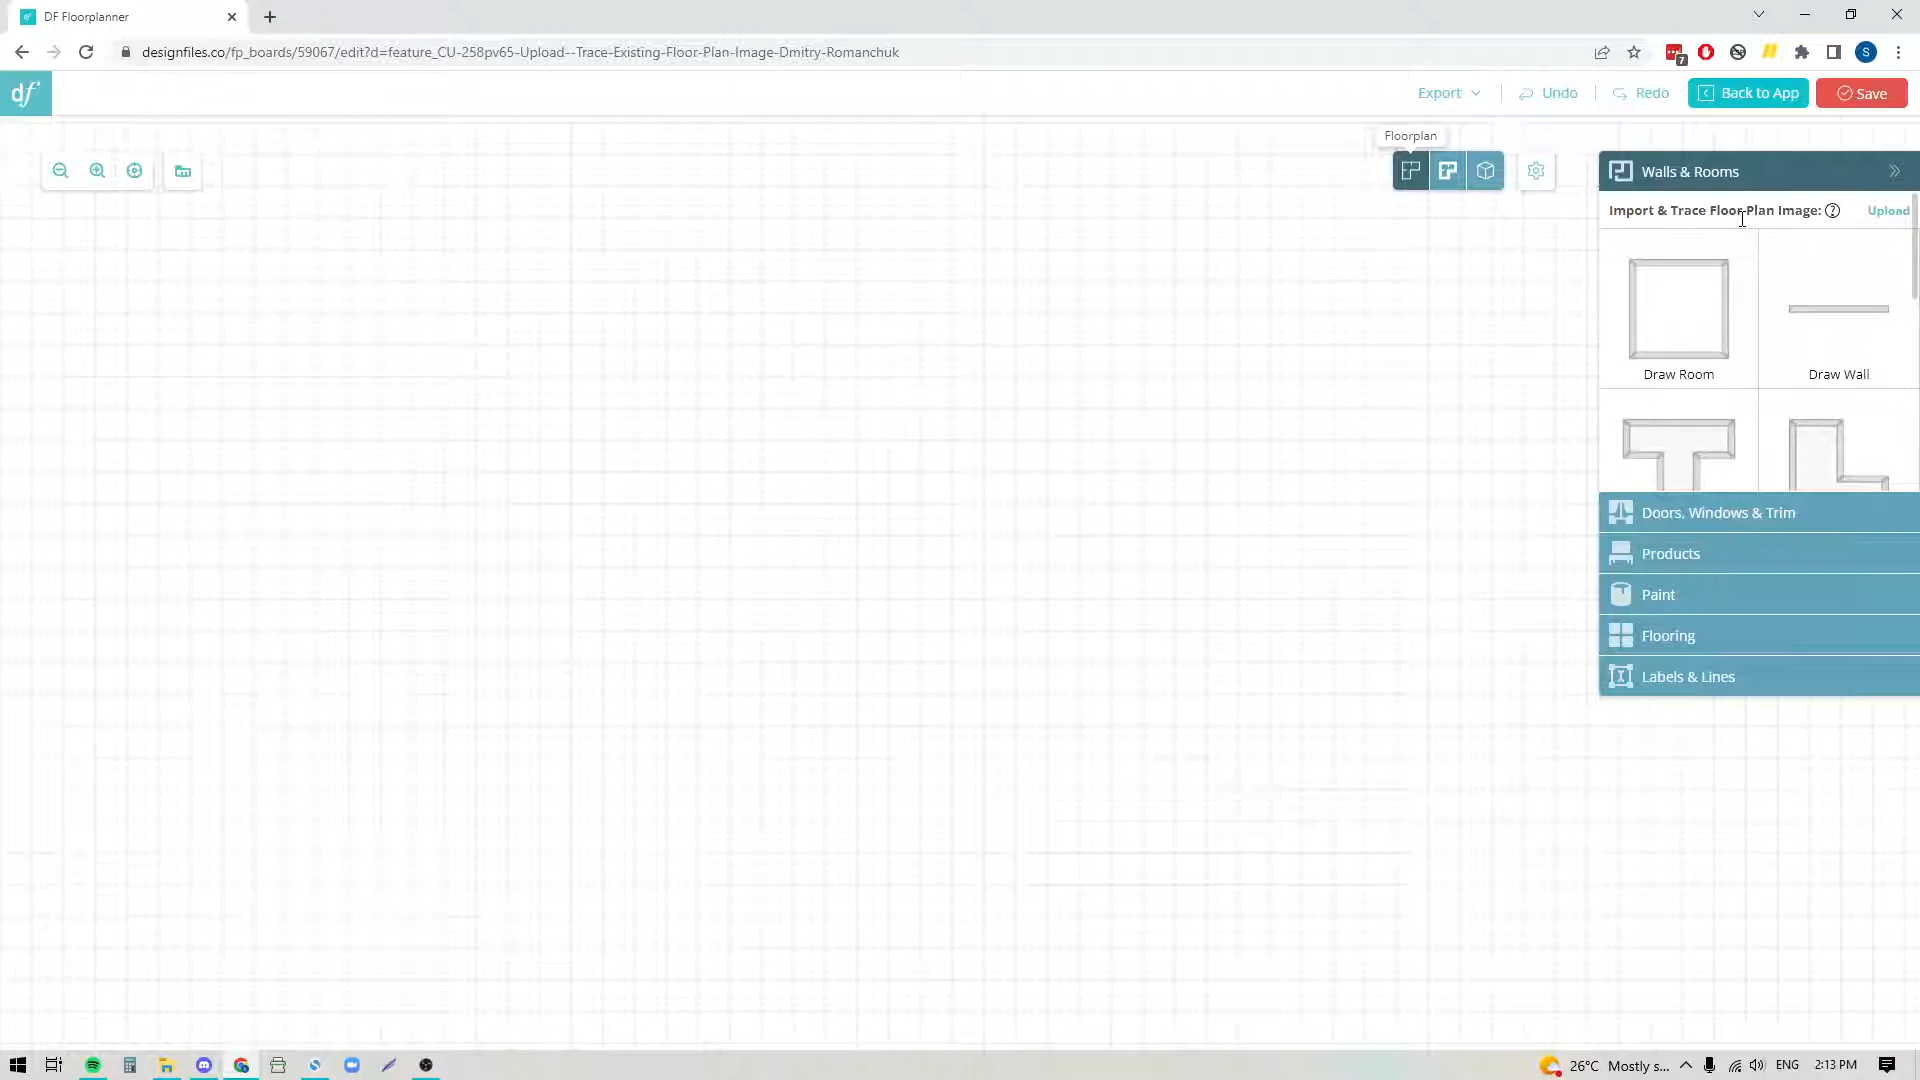 DF Floorplanner
designfiles.co/fp_boards/59067/edit?d=feature_CU-258pv65-Upload--Trace-Existing-Floor-Plan-Image-Dmitry-Romanchuk
7
S
df
Export
Undo
Redo
Back to App
Save
Floorplan
Walls & Rooms
Import & Trace Floor Plan Image: ?
Upload
Draw Room
Draw Wall
Doors, Windows & Trim
Products
Paint
Flooring
Labels & Lines
26°C Mostly s...
ENG
2:13 PM